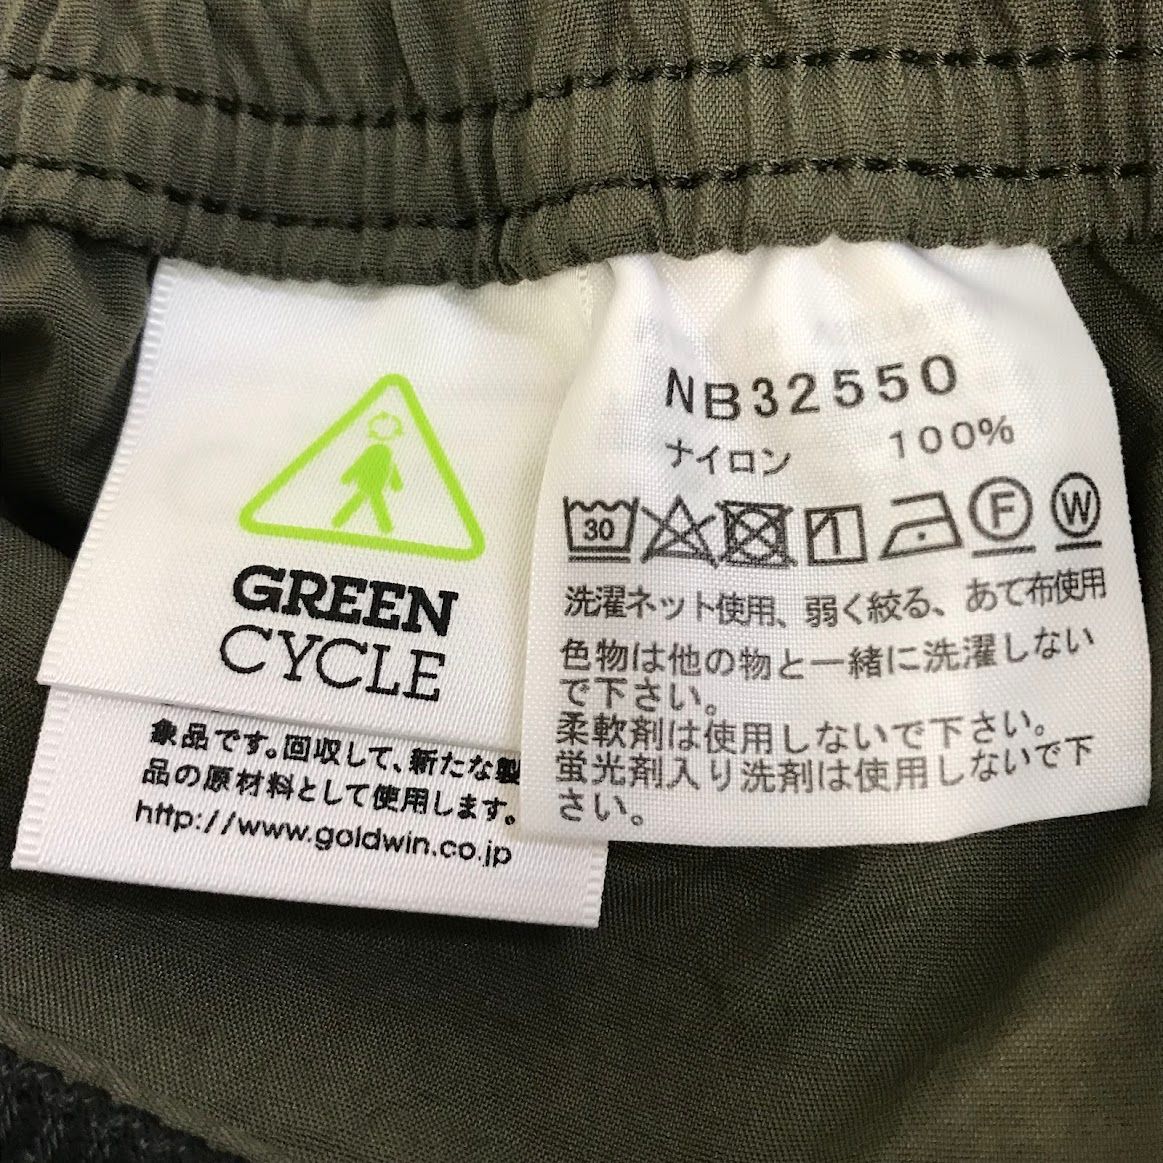 GREEN
CYCLE
象品です。回収して、新たな製
品の原材料として使用します。
http://www.goldwin.co.jp
NB32550
ナイロン 100%
30
F
W
洗濯ネット使用、弱く絞る、あて布使用
色物は他の物と一緒に洗濯しない
で下さい。
柔軟剤は使用しないで下さい。
蛍光剤入り洗剤は使用しないで下
さい。